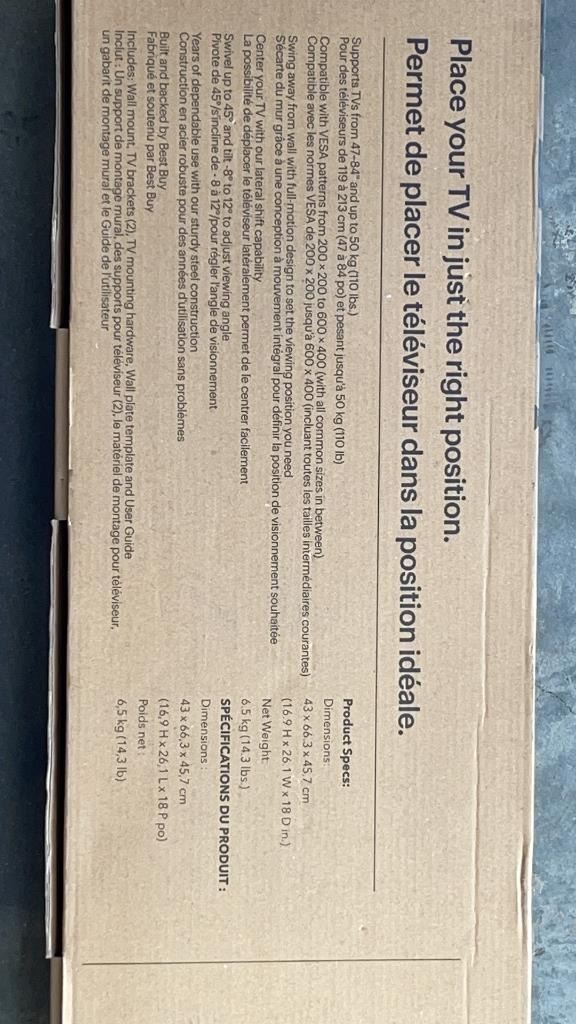 Place your TV in just the right position.
Permet de placer le téléviseur dans la position idéale.
Supports TVs from 47-84" and up to 50 kg (110 lbs.)
Pour des téléviseurs de 119 à 213 cm (47 à 84 po) et pesant jusqu'à 50 kg (110 lb)
Compatible with VESA patterns from 200 x 200 to 600 x 400 (with all common sizes in between)
Compatible avec les normes VESA de 200 x 200 jusqu'à 600 x 400 (incluant toutes les tailles intermédiaires courantes)
Swing away from wall with full-motion design to set the viewing position you need
S'écarte du mur grâce à une conception à mouvement intégral pour définir la position de visionnement souhaitée
Center your TV with our lateral shift capability
La possibilité de déplacer le téléviseur latéralement permet de le centrer facilement
Swivel up to 45° and tilt -8° to 12° to adjust viewing angle
Pivote de 45°/s'incline de - 8 à 12°/pour régler l'angle de visionnement
Years of dependable use with our sturdy steel construction
Construction en acier robuste pour des années d'utilisation sans problèmes
Built and backed by Best Buy
Fabriqué et soutenu par Best Buy
Includes: Wall mount, TV brackets (2), TV mounting hardware, Wall plate template and User Guide
Inclut : Un support de montage mural, des supports pour téléviseur (2), le matériel de montage pour téléviseur,
un gabarit de montage mural et le Guide de l'utilisateur
Product Specs:
Dimensions:
43 x 66.3 x 45.7 cm
(16.9 H x 26.1 W x 18 D in.)
Net Weight:
6.5 kg (14.3 lbs.)
SPÉCIFICATIONS DU PRODUIT :
Dimensions :
43 x 66,3 x 45,7 cm
(16,9 H x 26,1 L x 18 P po)
Poids net :
6,5 kg (14,3 lb)